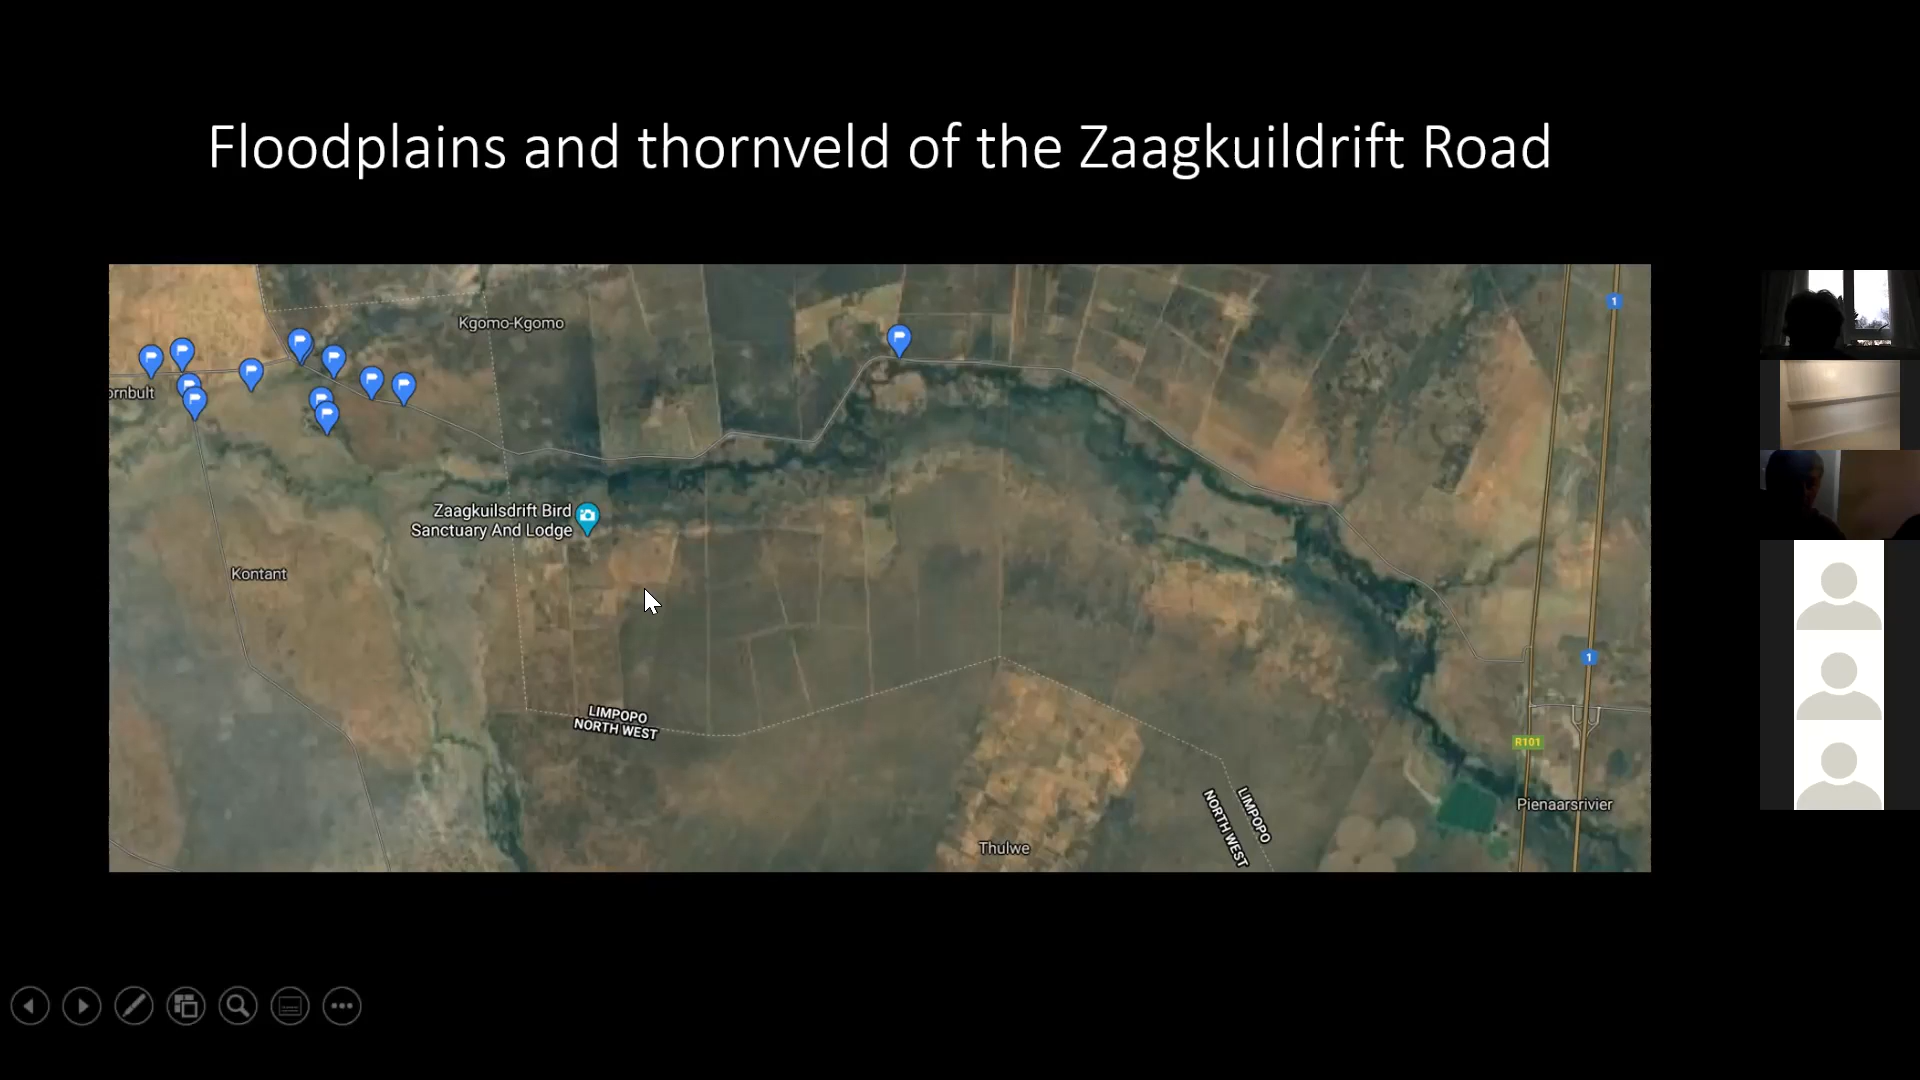 Floodplains and thornveld of the Zaagkuildrift Road
1
Kgomo-Kgomo
ornbult
Zaagkuilsdrift Bird
Sanctuary And Lodge
Kontant
1
LIMPOPO
NORTH WEST
R101
LIMPOPO
NORTH WEST
Pienaarsrivier
Thulwe